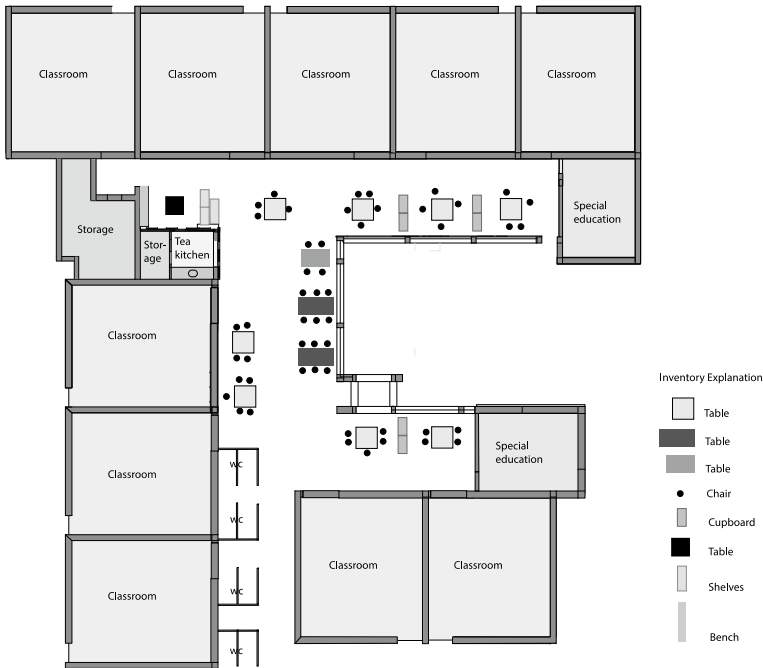 Classroom
Classroom
Classroom
Classroom
Classroom
Special
education
Storage
Stor-
age
Tea
kitchen
Classroom
Classroom
Classroom
wc
wc
wc
wc
Special
education
Classroom
Classroom
Inventory Explanation
Table
Table
Table
Chair
Cupboard
Table
Shelves
Bench